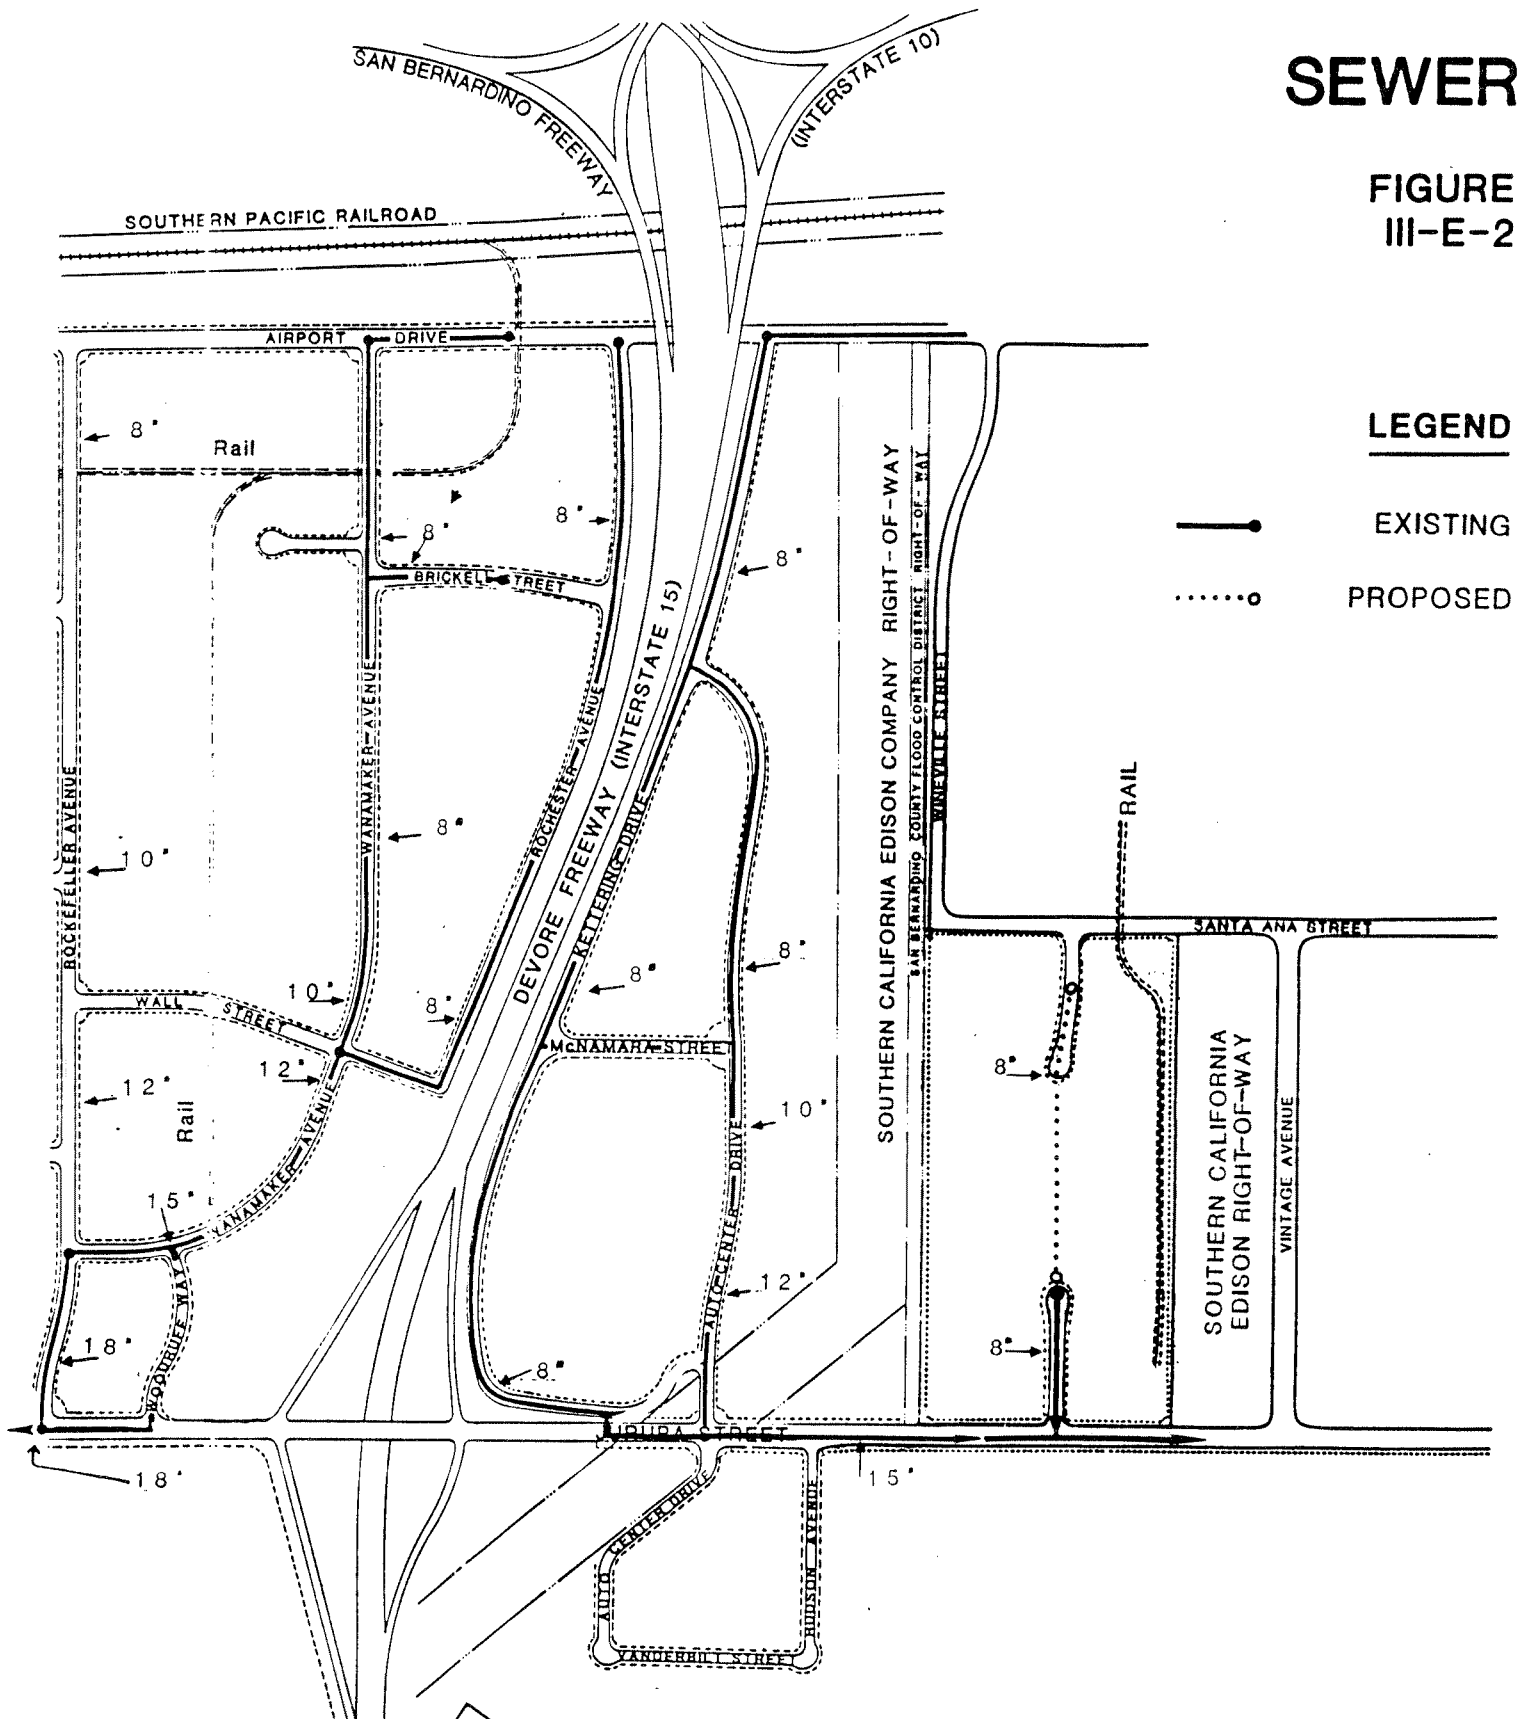 SEWER
FIGURE
III-E-2
LEGEND
EXISTING
PROPOSED
SAN BERNARDINO FREEWAY
(INTERSTATE 10)
SOUTHERN PACIFIC RAILROAD
AIRPORT DRIVE
8"
Rail
8"
8"
8"
BRICKELL STREET
DEVORE FREEWAY (INTERSTATE 15)
SOUTHERN CALIFORNIA EDISON COMPANY RIGHT-OF-WAY
SAN BERNARDINO COUNTY FLOOD CONTROL DISTRICT RIGHT-OF-WAY
WINEVILLE STREET
ROCKEFELLER AVENUE
WANAMAKER AVENUE
ROCHESTER AVENUE
KETTERING DRIVE
RAIL
10"
8"
SANTA ANA STREET
8"
8"
10"
8"
WALL STREET
McNAMARA STREET
12"
12"
8"
10"
Rail
WANAMAKER AVENUE
AUTO CENTER DRIVE
SOUTHERN CALIFORNIA
EDISON RIGHT-OF-WAY
VINTAGE AVENUE
15"
12"
WOODRUFF WAY
18"
8"
8"
STREET
18"
15"
AUTO CENTER DRIVE
HUDSON AVENUE
VANDERBILT STREET